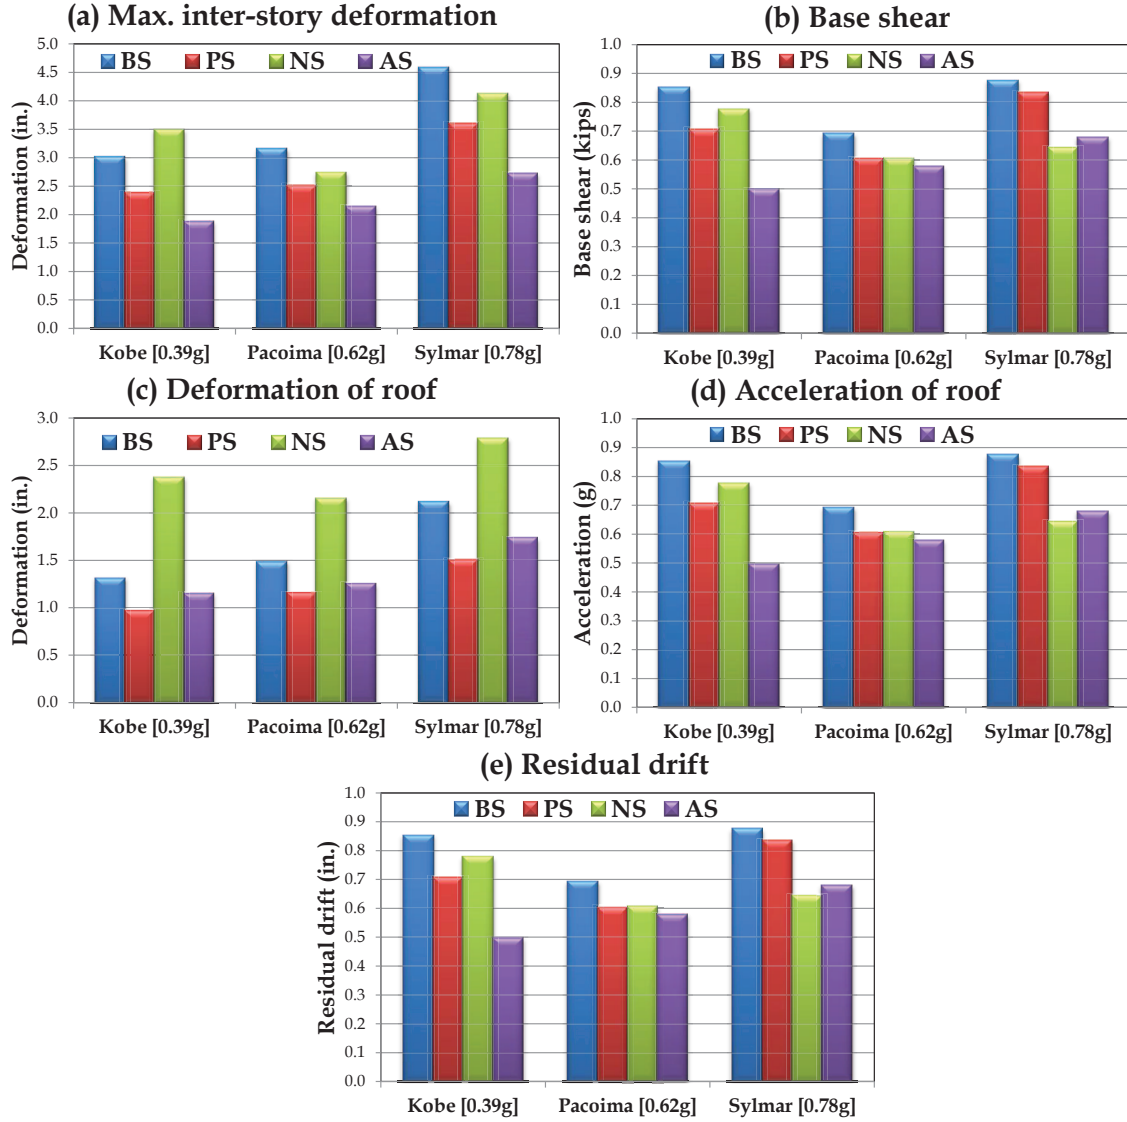 (a) Max. inter-story deformation
Deformation (in.)
5.0
4.5
4.0
3.5
3.0
2.5
2.0
1.5
1.0
0.5
0.0
BS PS NS AS
Kobe [0.39g] Pacoima [0.62g] Sylmar [0.78g]
(b) Base shear
Base shear (kips)
1.0
0.9
0.8
0.7
0.6
0.5
0.4
0.3
0.2
0.1
0.0
BS PS NS AS
Kobe [0.39g] Pacoima [0.62g] Sylmar [0.78g]
(c) Deformation of roof
Deformation (in.)
3.0
2.5
2.0
1.5
1.0
0.5
0.0
BS PS NS AS
Kobe [0.39g] Pacoima [0.62g] Sylmar [0.78g]
(d) Acceleration of roof
Acceleration (g)
1.0
0.9
0.8
0.7
0.6
0.5
0.4
0.3
0.2
0.1
0.0
BS PS NS AS
Kobe [0.39g] Pacoima [0.62g] Sylmar [0.78g]
(e) Residual drift
Residual drift (in.)
1.0
0.9
0.8
0.7
0.6
0.5
0.4
0.3
0.2
0.1
0.0
BS PS NS AS
Kobe [0.39g] Pacoima [0.62g] Sylmar [0.78g]